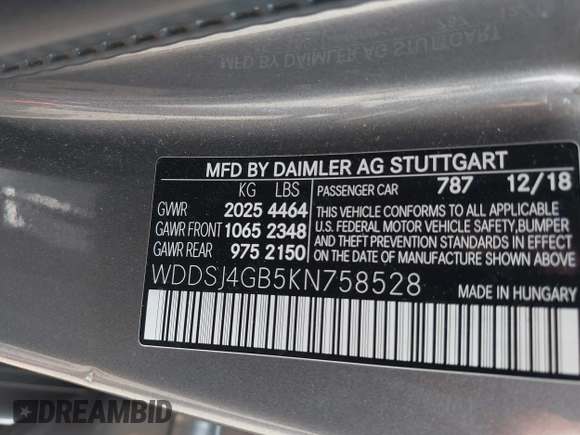 MFD BY DAIMLER AG STUTTGART
KG LBS PASSENGER CAR 787 12/18
GVWR 2025 4464 THIS VEHICLE CONFORMS TO ALL APPLICABLE
GAWR FRONT 1065 2348 U.S. FEDERAL MOTOR VEHICLE SAFETY,BUMPER
GAWR REAR 975 2150 AND THEFT PREVENTION STANDARDS IN EFFECT
ON THE DATE OF MANUFACTURE SHOWN ABOVE
WDDSJ4GB5KN758528 MADE IN HUNGARY
DREAMBID